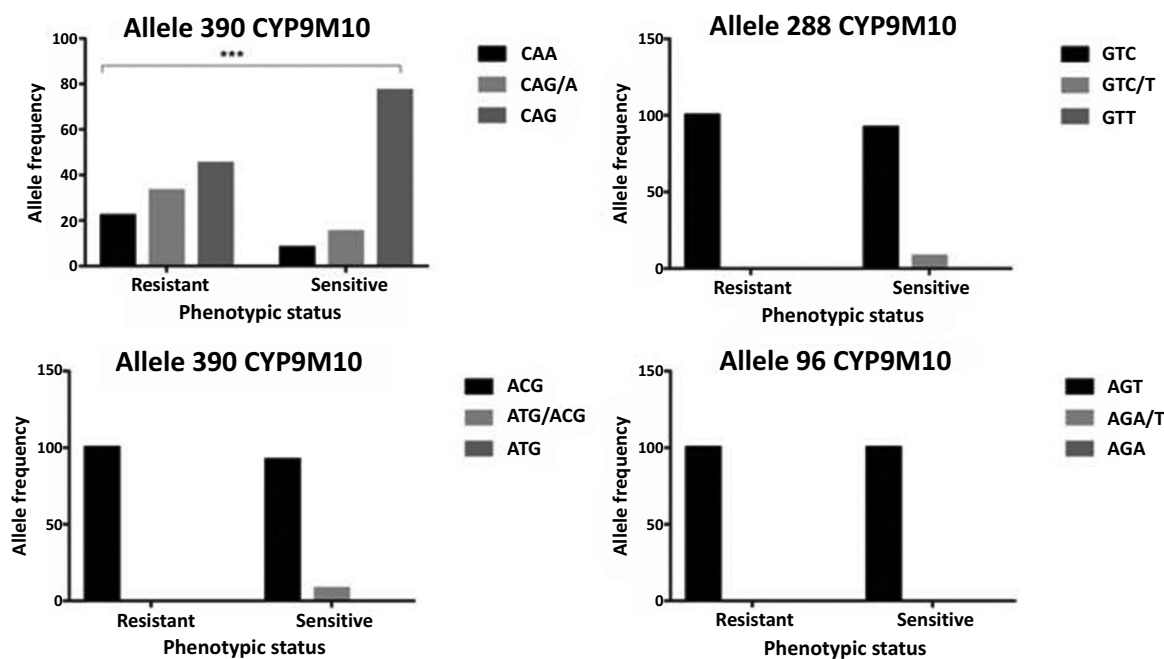 Allele 390 CYP9M10
100
80
60
40
20
0
Allele frequency
***
CAA
CAG/A
CAG
Resistant Sensitive
Phenotypic status
Allele 288 CYP9M10
150
100
50
0
Allele frequency
GTC
GTC/T
GTT
Resistant Sensitive
Phenotypic status
Allele 390 CYP9M10
150
100
50
0
Allele frequency
ACG
ATG/ACG
ATG
Resistant Sensitive
Phenotypic status
Allele 96 CYP9M10
150
100
50
0
Allele frequency
AGT
AGA/T
AGA
Resistant Sensitive
Phenotypic status